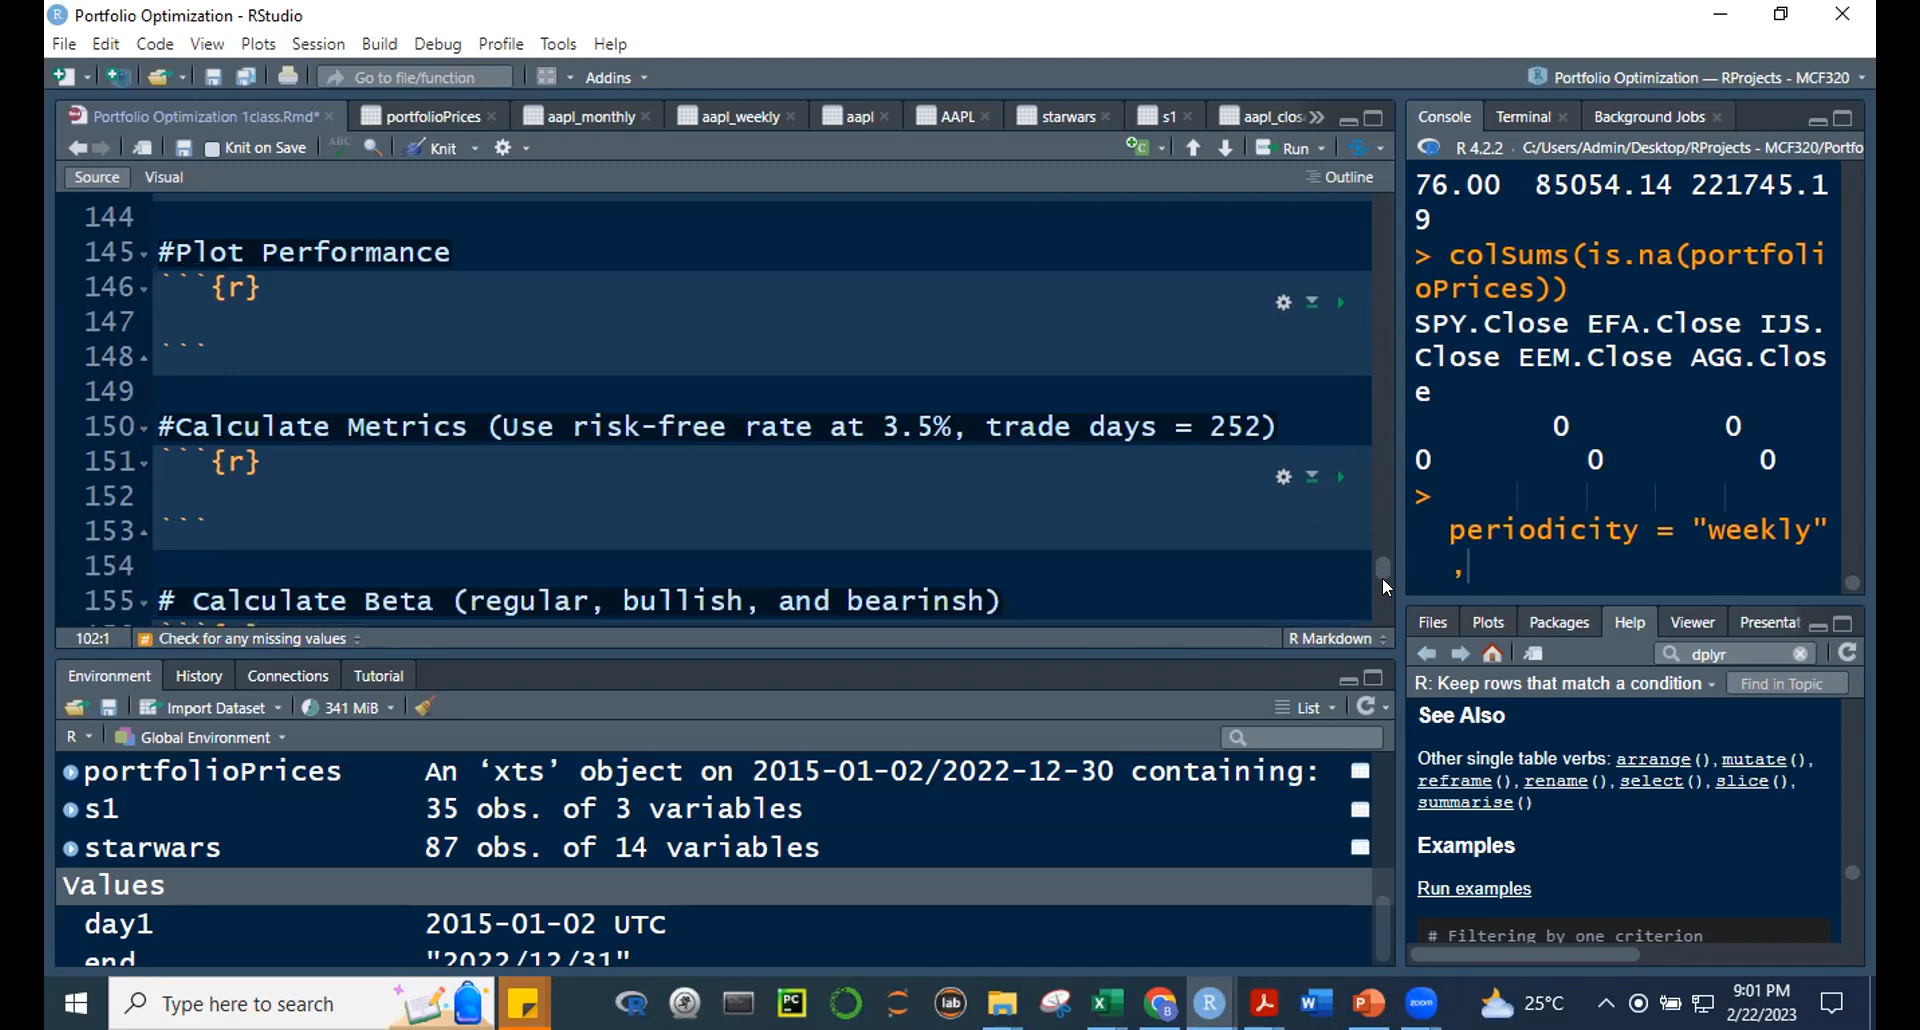 Portfolio Optimization - RStudio
File Edit Code View Plots Session Build Debug Profile Tools Help
Go to file/function Addins Portfolio Optimization — RProjects - MCF320
Portfolio Optimization 1class.Rmd* portfolioPrices aapl_monthly aapl_weekly aapl AAPL starwars s1 aapl_clos
Knit on Save ABC Knit Run
Source Visual Outline
144
145 #Plot Performance
146 ```{r}
147
148 ```
149
150 #Calculate Metrics (Use risk-free rate at 3.5%, trade days = 252)
151 ```{r}
152
153 ```
154
155 # Calculate Beta (regular, bullish, and bearinsh)
102:1 # Check for any missing values R Markdown
Environment History Connections Tutorial
Import Dataset 341 MiB List
R Global Environment
portfolioPrices An ‘xts’ object on 2015-01-02/2022-12-30 containing:
s1 35 obs. of 3 variables
starwars 87 obs. of 14 variables
Values
day1 2015-01-02 UTC
end "2022/12/31"
Console Terminal Background Jobs
R 4.2.2 · C:/Users/Admin/Desktop/RProjects - MCF320/Portfo
76.00 85054.14 221745.1
9
> colSums(is.na(portfoli
oPrices))
SPY.Close EFA.Close IJS.
Close EEM.Close AGG.Clos
e
0 0
0 0 0
>
periodicity = "weekly"
,
Files Plots Packages Help Viewer Presentat
dplyr
R: Keep rows that match a condition Find in Topic
See Also
Other single table verbs: arrange(), mutate(),
reframe(), rename(), select(), slice(),
summarise()
Examples
Run examples
# Filtering by one criterion
Type here to search PC lab zoom 25°C 9:01 PM
2/22/2023